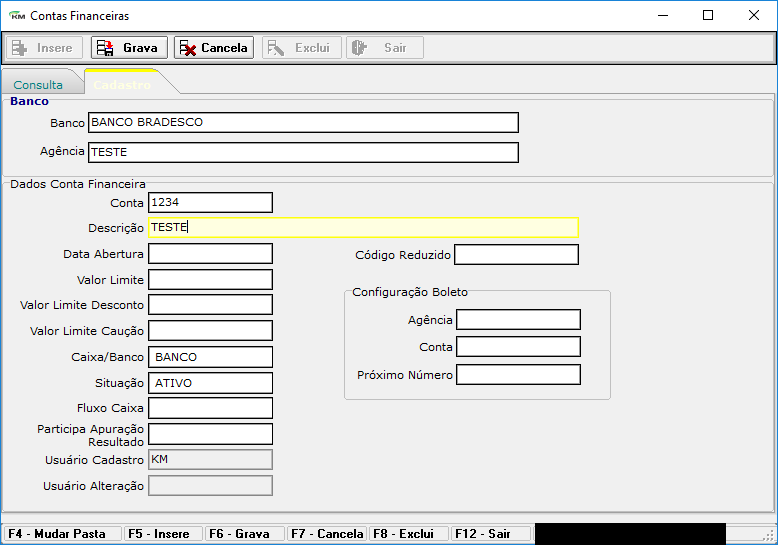 KM Contas Financeiras
Insere Grava Cancela Exclui Sair
Consulta Cadastro
Banco
Banco BANCO BRADESCO
Agência TESTE
Dados Conta Financeira
Conta 1234
Descrição TESTE
Data Abertura Código Reduzido
Valor Limite
Configuração Boleto
Valor Limite Desconto
Agência
Valor Limite Caução
Conta
Caixa/Banco BANCO
Próximo Número
Situação ATIVO
Fluxo Caixa
Participa Apuração
Resultado
Usuário Cadastro KM
Usuário Alteração
F4 - Mudar Pasta F5 - Insere F6 - Grava F7 - Cancela F8 - Exclui F12 - Sair